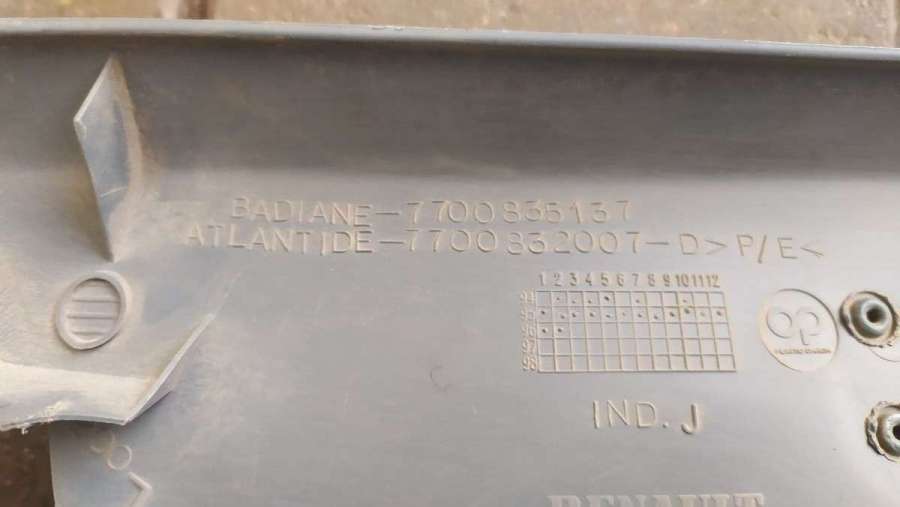 BADIANE-7700835137
ATLANTIDE-7700832007-D>P/E<
1 2 3 4 5 6 7 8 9 10 11 12
94
95
96
97
98
IND. J
RENAULT